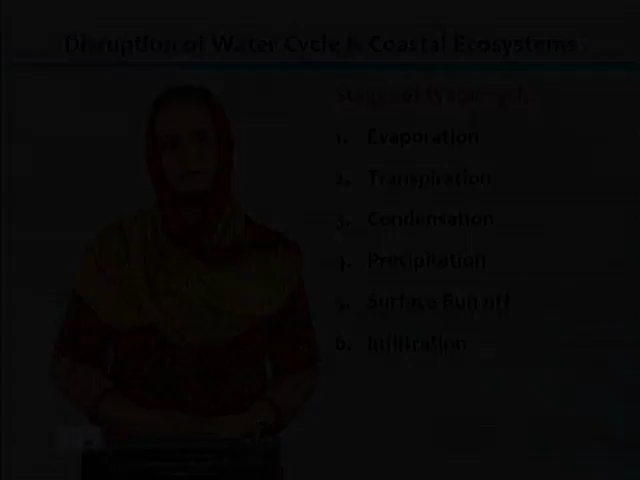 Disruption of Water Cycle & Coastal Ecosystems
1. Evaporation
2. Transpiration
3. Condensation
4. Precipitation
5. Surface Run off
6. Infiltration